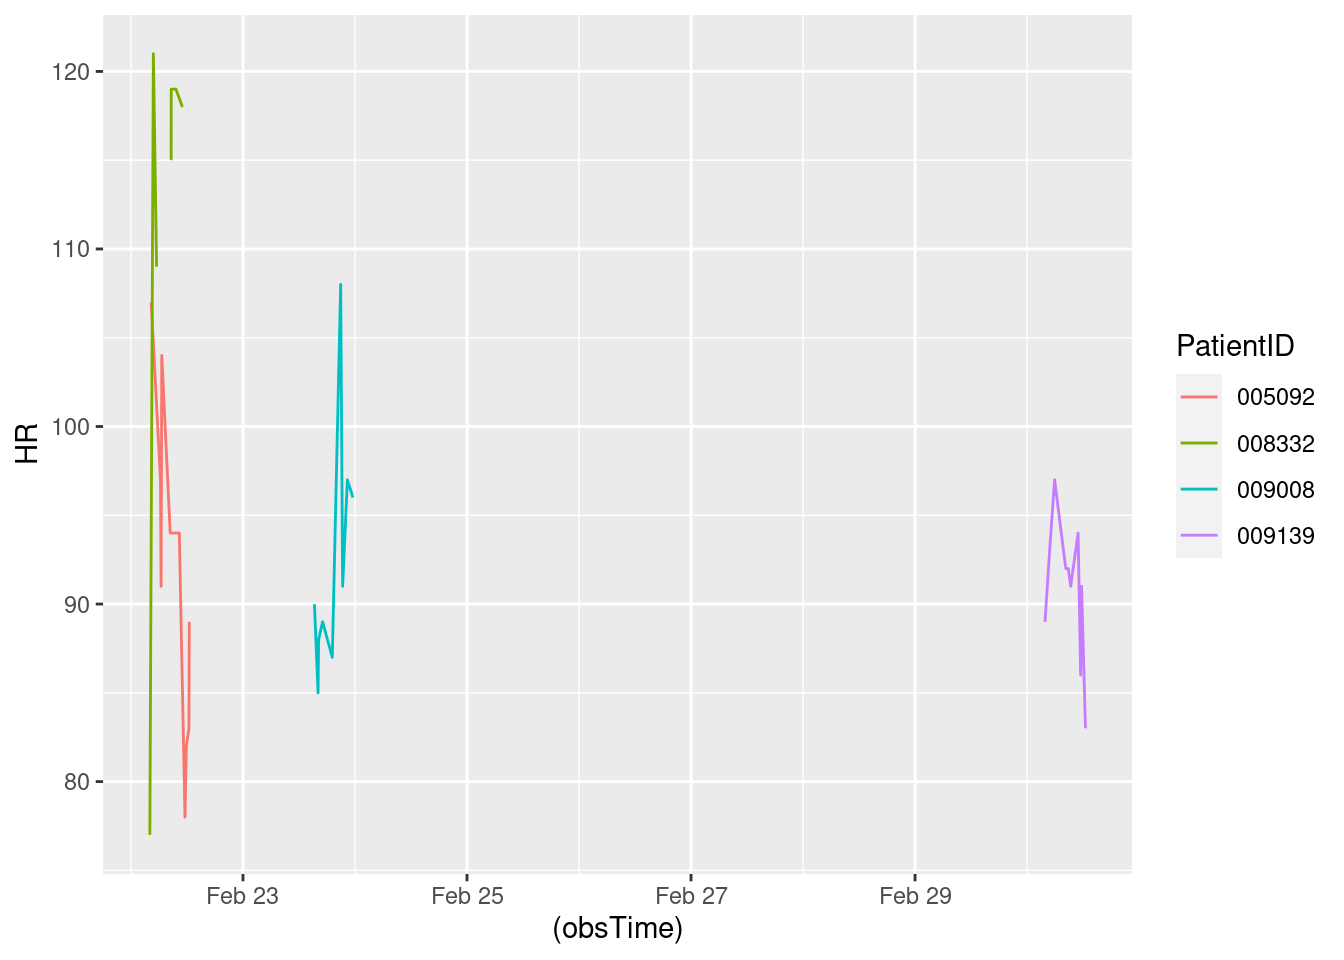 HR
120
110
100
90
80
Feb 23
Feb 25
Feb 27
Feb 29
(obsTime)
PatientID
005092
008332
009008
009139